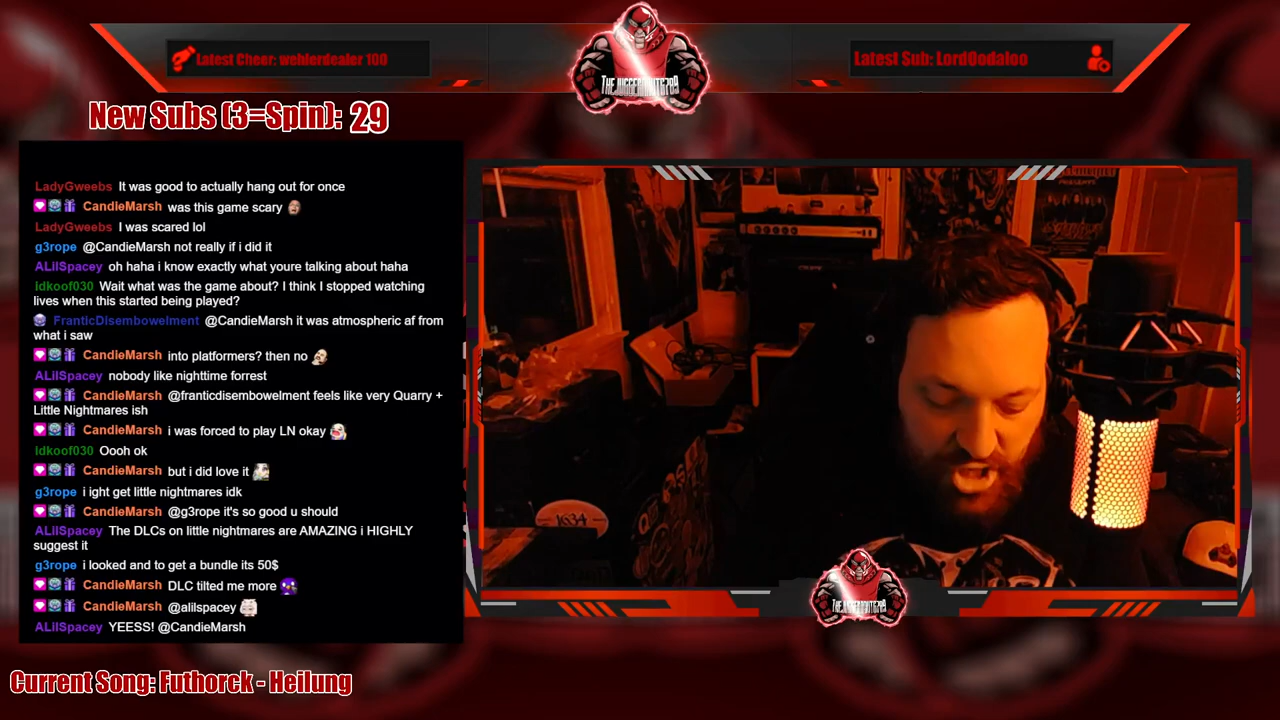 Latest Cheer: wehlerdealer 100
THEJUGGERNAUT6789
Latest Sub: LordOodaloo
New Subs (3=Spin): 29
LadyGweebs It was good to actually hang out for once
CandieMarsh was this game scary
LadyGweebs I was scared lol
g3rope @CandieMarsh not really if i did it
ALilSpacey oh haha i know exactly what youre talking about haha
Idkoof030 Wait what was the game about? I think I stopped watching
lives when this started being played?
FranticDisembowelment @CandieMarsh it was atmospheric af from
what i saw
CandieMarsh into platformers? then no
ALilSpacey nobody like nighttime forrest
CandieMarsh @franticdisembowelment feels like very Quarry +
Little Nightmares ish
CandieMarsh i was forced to play LN okay
Idkoof030 Oooh ok
CandieMarsh but i did love it
g3rope i ight get little nightmares idk
CandieMarsh @g3rope it's so good u should
ALilSpacey The DLCs on little nightmares are AMAZING i HIGHLY
suggest it
g3rope i looked and to get a bundle its 50$
CandieMarsh DLC tilted me more
CandieMarsh @alilspacey
ALilSpacey YEESS! @CandieMarsh
PRESENTS
1634
THEJUGGERNAUT6789
Current Song: Futhorck - Heilung